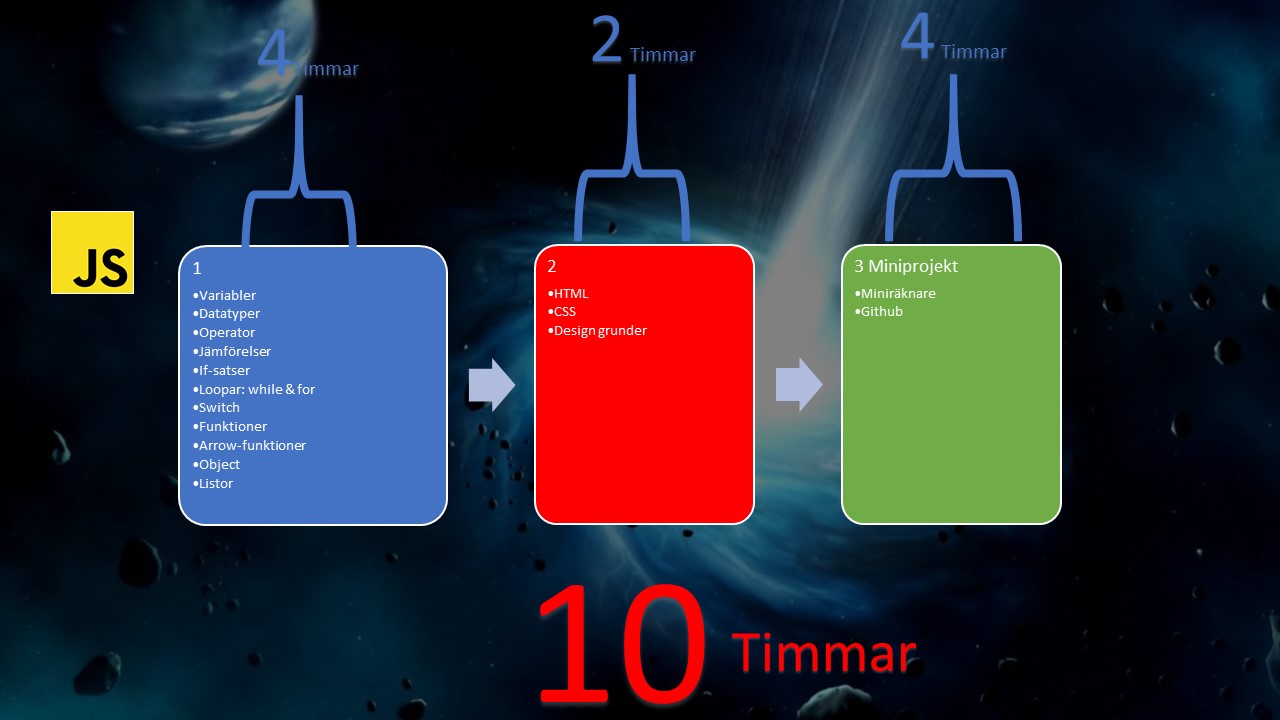 4 Timmar
2 Timmar
4 Timmar
JS
1
•Variabler
•Datatyper
•Operator
•Jämförelser
•If-satser
•Loopar: while & for
•Switch
•Funktioner
•Arrow-funktioner
•Object
•Listor
2
•HTML
•CSS
•Design grunder
3 Miniprojekt
•Miniräknare
•Github
10 Timmar